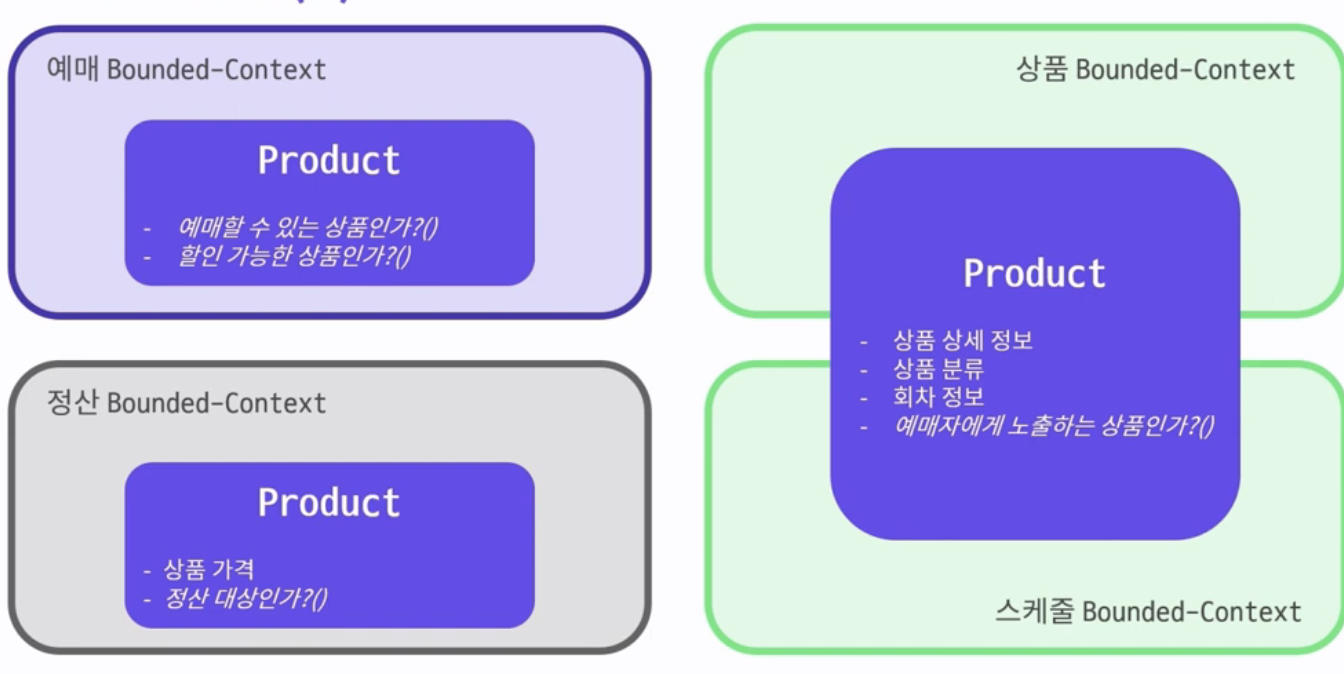 예매 Bounded-Context
Product
- 예매할 수 있는 상품인가?()
- 할인 가능한 상품인가?()
정산 Bounded-Context
Product
- 상품 가격
- 정산 대상인가?()
상품 Bounded-Context
Product
- 상품 상세 정보
- 상품 분류
- 회차 정보
- 예매자에게 노출하는 상품인가?()
스케줄 Bounded-Context